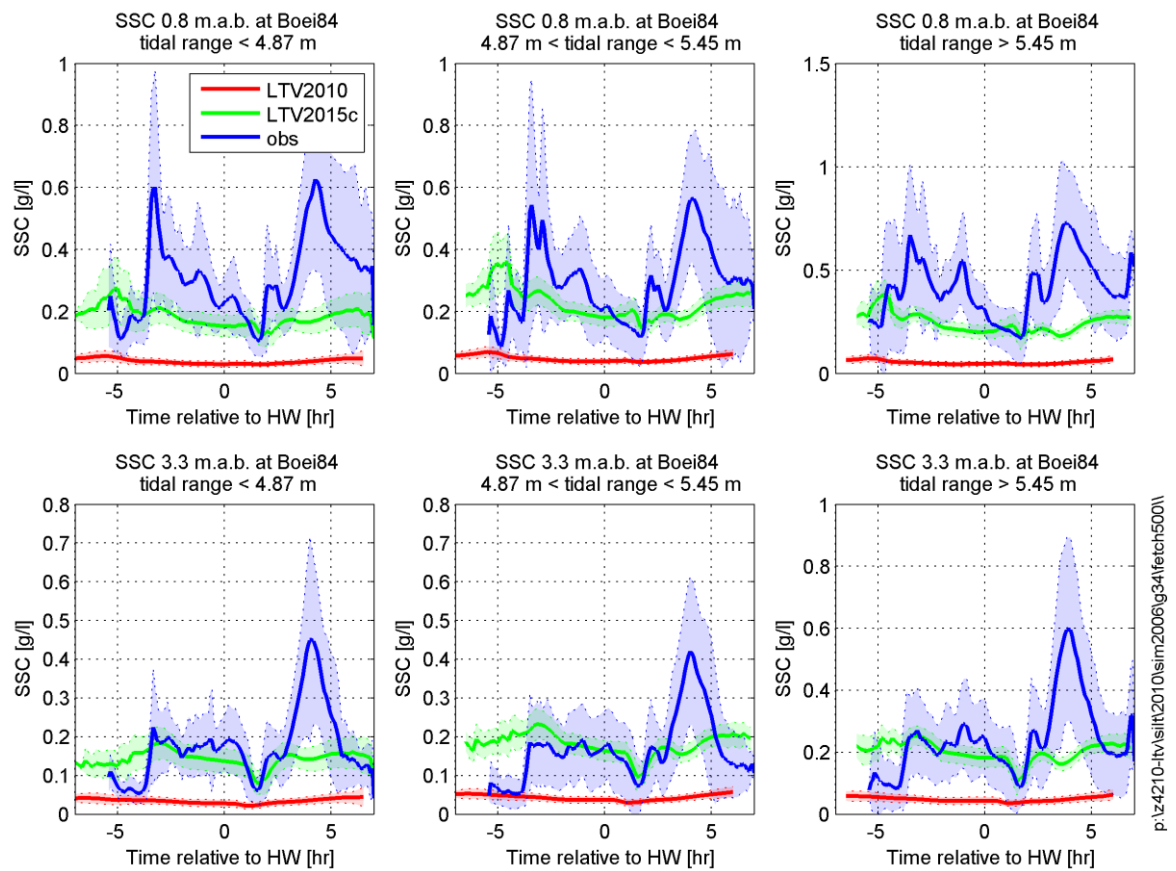 SSC 0.8 m.a.b. at Boei84
tidal range < 4.87 m
SSC 0.8 m.a.b. at Boei84
4.87 m < tidal range < 5.45 m
SSC 0.8 m.a.b. at Boei84
tidal range > 5.45 m
LTV2010
LTV2015c
obs
SSC [g/l]
1
0.8
0.6
0.4
0.2
0
-5
0
5
Time relative to HW [hr]
SSC [g/l]
1
0.8
0.6
0.4
0.2
0
-5
0
5
Time relative to HW [hr]
SSC [g/l]
1.5
1
0.5
0
-5
0
5
Time relative to HW [hr]
SSC 3.3 m.a.b. at Boei84
tidal range < 4.87 m
SSC 3.3 m.a.b. at Boei84
4.87 m < tidal range < 5.45 m
SSC 3.3 m.a.b. at Boei84
tidal range > 5.45 m
SSC [g/l]
0.8
0.7
0.6
0.5
0.4
0.3
0.2
0.1
0
-5
0
5
Time relative to HW [hr]
SSC [g/l]
0.8
0.7
0.6
0.5
0.4
0.3
0.2
0.1
0
-5
0
5
Time relative to HW [hr]
SSC [g/l]
1
0.8
0.6
0.4
0.2
0
-5
0
5
Time relative to HW [hr]
p:\z4210-ltv\silt\2010\sim2006\g34\fetch500\\